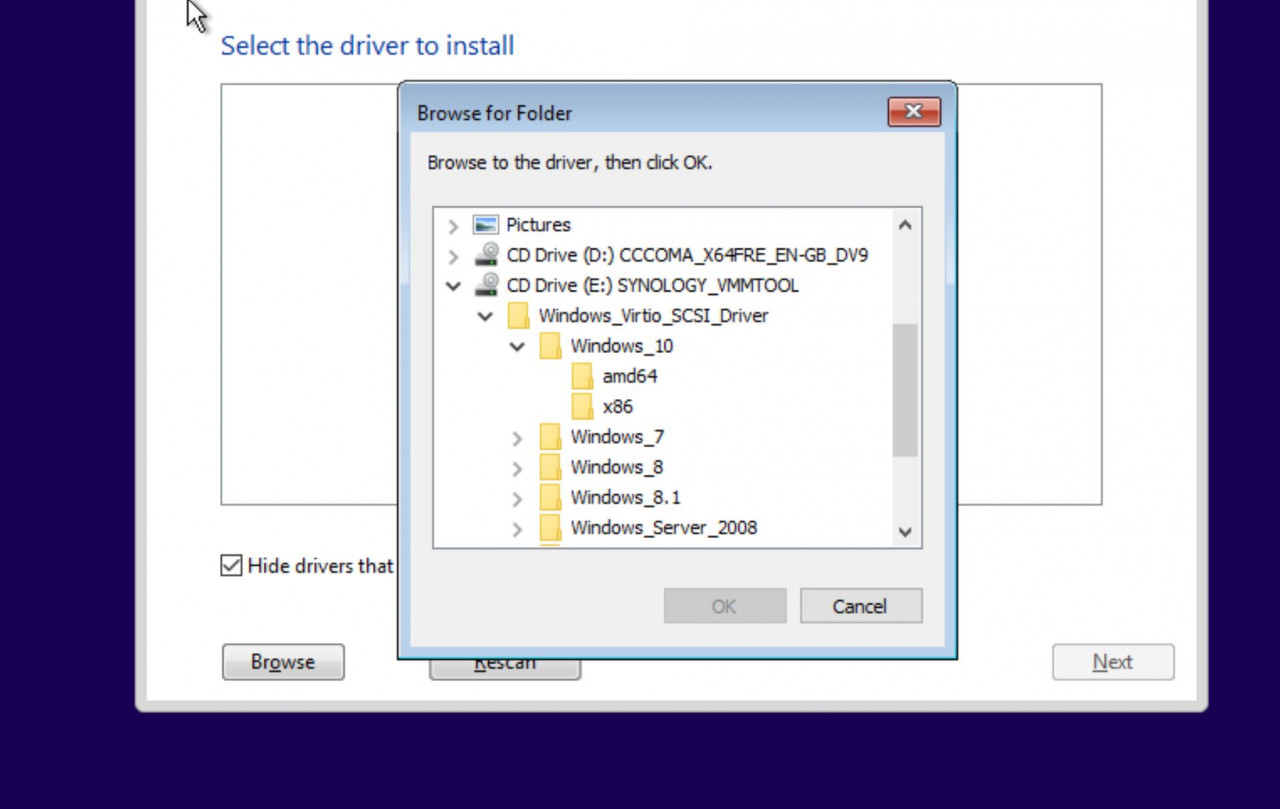 Select the driver to install
Browse for Folder
Browse to the driver, then click OK.
Pictures
CD Drive (D:) CCCOMA_X64FRE_EN-GB_DV9
CD Drive (E:) SYNOLOGY_VMMTOOL
Windows_Virtio_SCSI_Driver
Windows_10
amd64
x86
Windows_7
Windows_8
Windows_8.1
Windows_Server_2008
Hide drivers that
OK Cancel
Browse Rescan Next